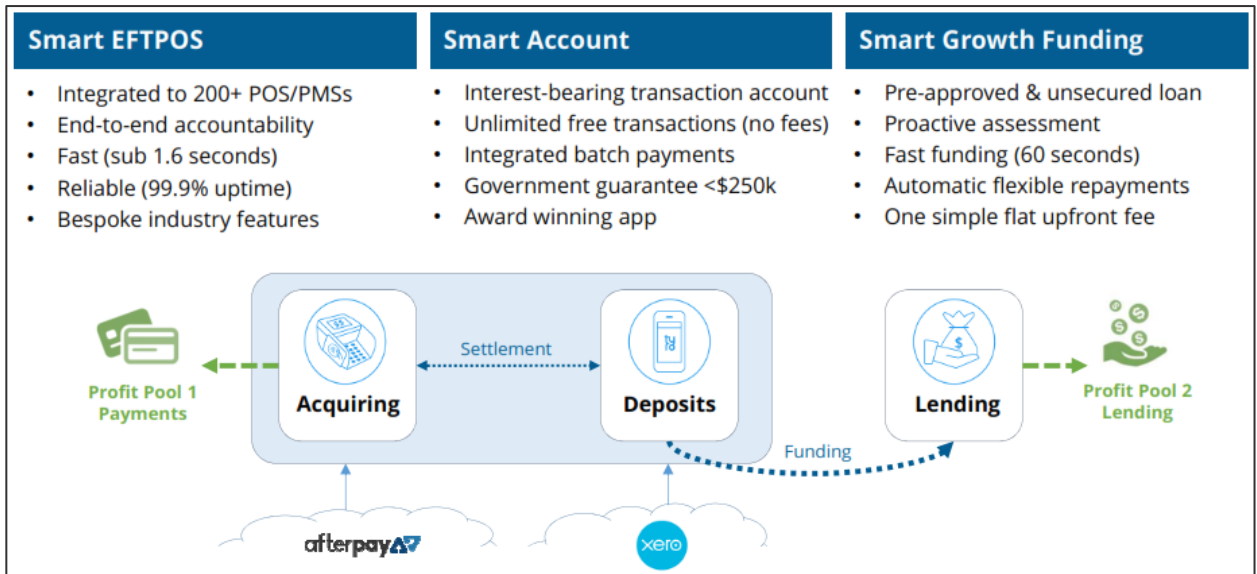 Smart EFTPOS
• Integrated to 200+ POS/PMSs
• End-to-end accountability
• Fast (sub 1.6 seconds)
• Reliable (99.9% uptime)
• Bespoke industry features
Smart Account
• Interest-bearing transaction account
• Unlimited free transactions (no fees)
• Integrated batch payments
• Government guarantee <$250k
• Award winning app
Smart Growth Funding
• Pre-approved & unsecured loan
• Proactive assessment
• Fast funding (60 seconds)
• Automatic flexible repayments
• One simple flat upfront fee
Profit Pool 1
Payments
Acquiring
Settlement
Deposits
Funding
Lending
Profit Pool 2
Lending
afterpay
xero